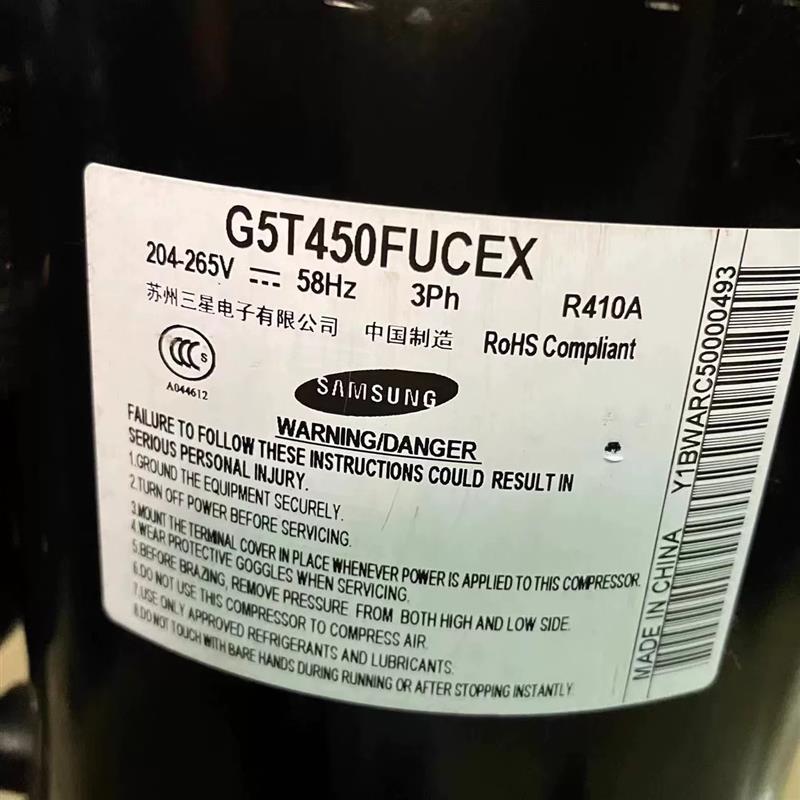 G5T450FUCEX
204-265V 58Hz 3Ph R410A
苏州三星电子有限公司 中国制造 RoHS Compliant
CCC S
A044612
SAMSUNG
WARNING/DANGER
FAILURE TO FOLLOW THESE INSTRUCTIONS COULD RESULT IN
SERIOUS PERSONAL INJURY.
1.GROUND THE EQUIPMENT SECURELY.
2.TURN OFF POWER BEFORE SERVICING.
3.MOUNT THE TERMINAL COVER IN PLACE WHENEVER POWER IS APPLIED TO THIS COMPRESSOR.
4.WEAR PROTECTIVE GOGGLES WHEN SERVICING.
5.BEFORE BRAZING, REMOVE PRESSURE FROM BOTH HIGH AND LOW SIDE.
6.DO NOT USE THIS COMPRESSOR TO COMPRESS AIR.
7.USE ONLY APPROVED REFRIGERANTS AND LUBRICANTS.
8.DO NOT TOUCH WITH BARE HANDS DURING RUNNING OR AFTER STOPPING INSTANTLY.
MADE IN CHINA Y1BWARC50000493